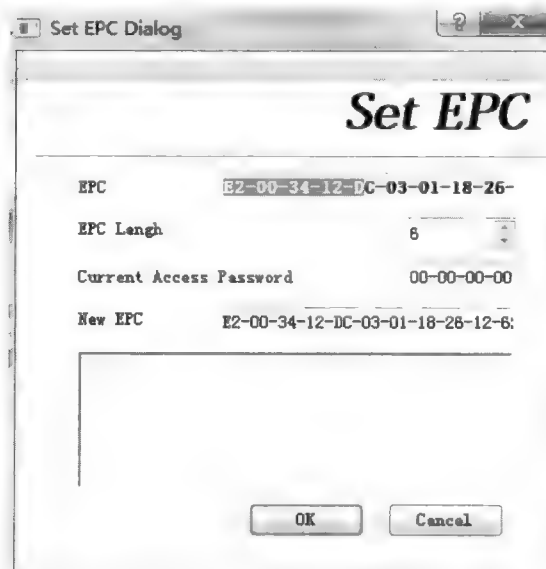 Set EPC Dialog
Set EPC
EPC E2-00-34-12-DC-03-01-18-26-
EPC Lengh 6
Current Access Password 00-00-00-00
New EPC E2-00-34-12-DC-03-01-18-26-12-6
OK Cancel